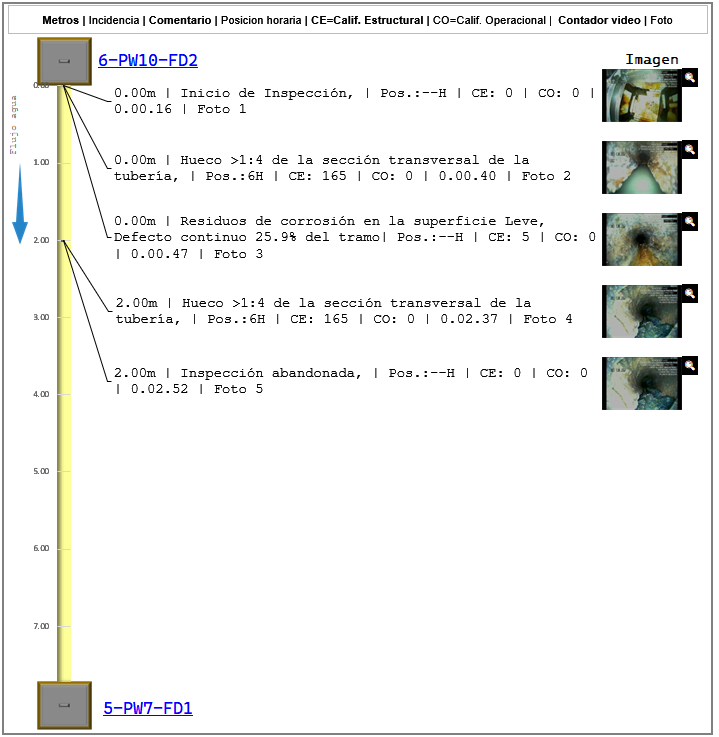 Metros | Incidencia | Comentario | Posicion horaria | CE=Calif. Estructural | CO=Calif. Operacional | Contador video | Foto
6-PW10-FD2
Imagen
0.00
0.00m | Inicio de Inspección, | Pos.:--H | CE: 0 | CO: 0 |
0.00.16 | Foto 1
Flujo agua
1.00
0.00m | Hueco >1:4 de la sección transversal de la
tubería, | Pos.:6H | CE: 165 | CO: 0 | 0.00.40 | Foto 2
0.00m | Residuos de corrosión en la superficie Leve,
Defecto continuo 25.9% del tramo| Pos.:--H | CE: 5 | CO: 0
| 0.00.47 | Foto 3
2.00
2.00m | Hueco >1:4 de la sección transversal de la
tubería, | Pos.:6H | CE: 165 | CO: 0 | 0.02.37 | Foto 4
3.00
2.00m | Inspección abandonada, | Pos.:--H | CE: 0 | CO: 0
| 0.02.52 | Foto 5
4.00
5.00
6.00
7.00
5-PW7-FD1